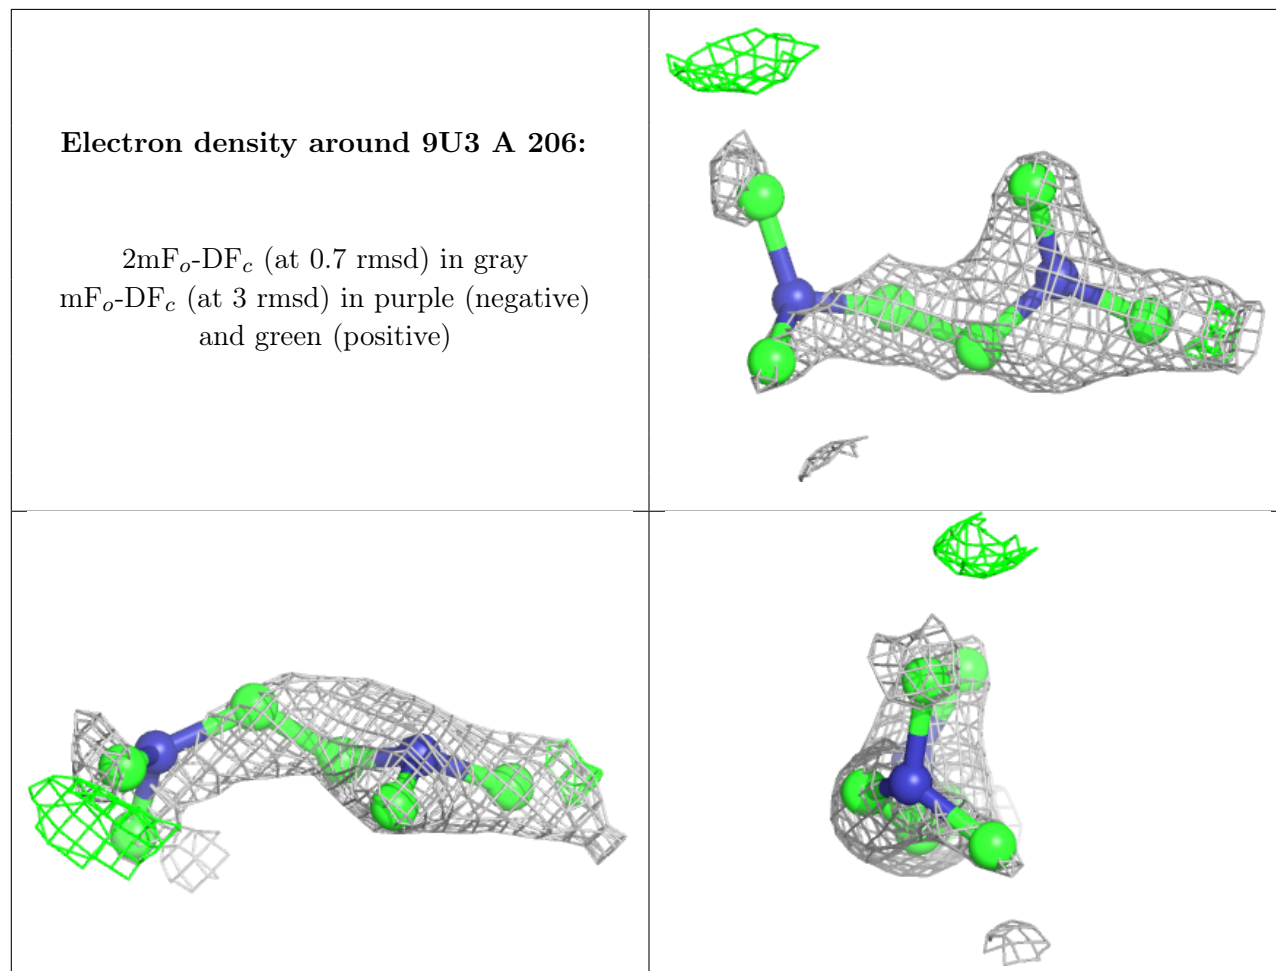 Electron density around 9U3 A 206:
2mFo-DFc (at 0.7 rmsd) in gray
mFo-DFc (at 3 rmsd) in purple (negative)
and green (positive)